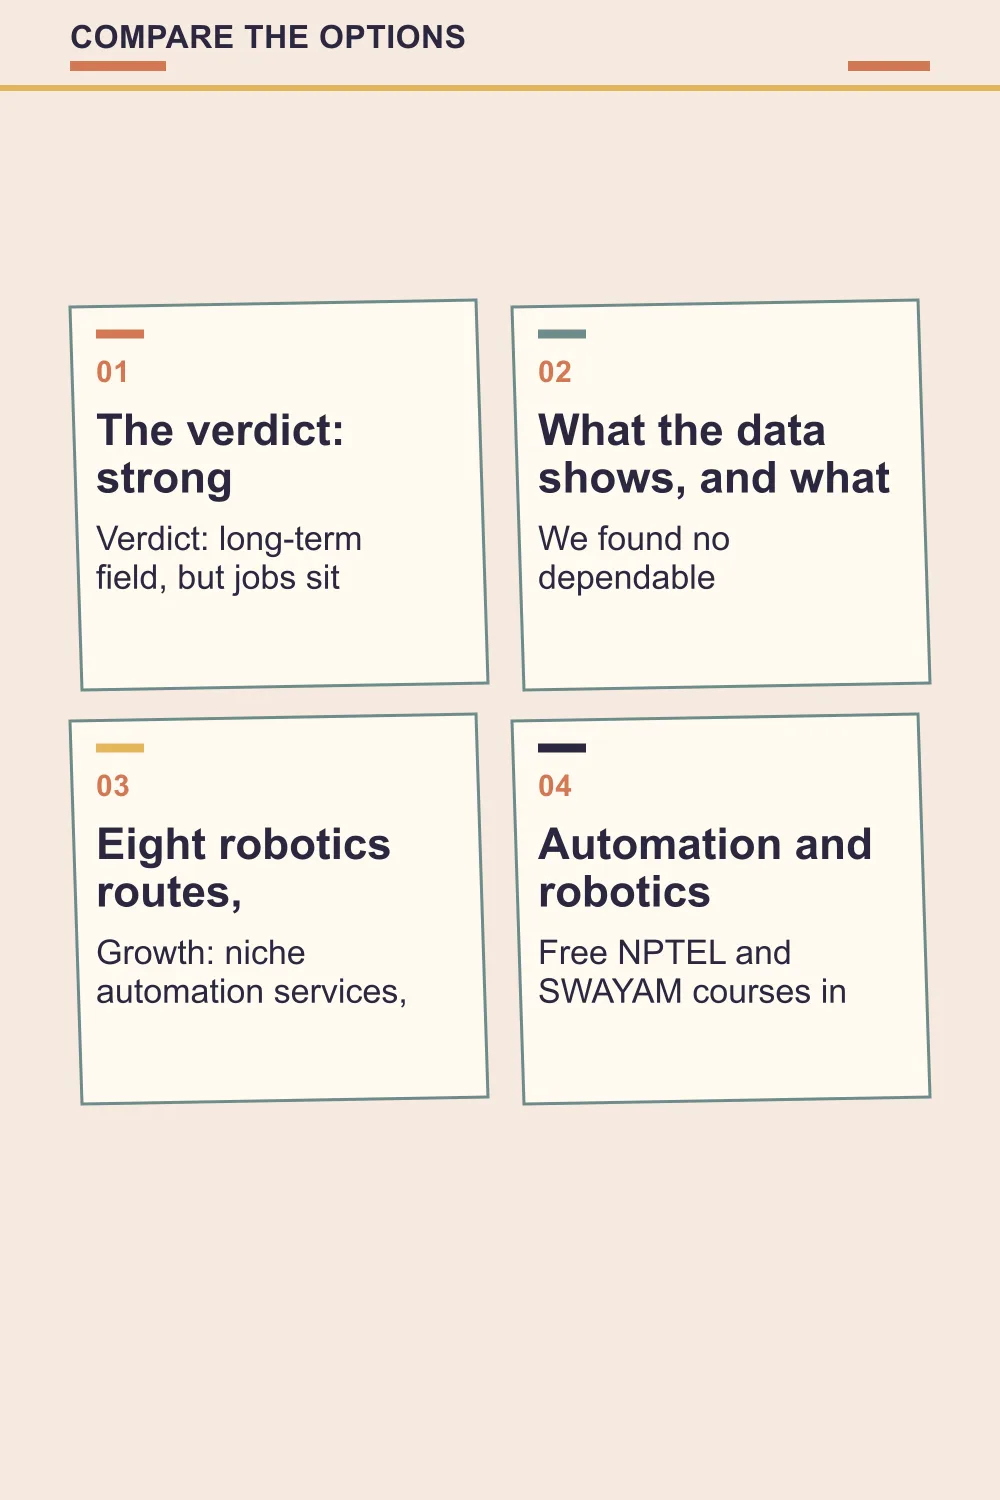 COMPARE THE OPTIONS
01
The verdict:
strong
Verdict: long-term
field, but jobs sit
02
What the data
shows, and what
We found no
dependable
03
Eight robotics
routes,
Growth: niche
automation services,
04
Automation and
robotics
Free NPTEL and
SWAYAM courses in